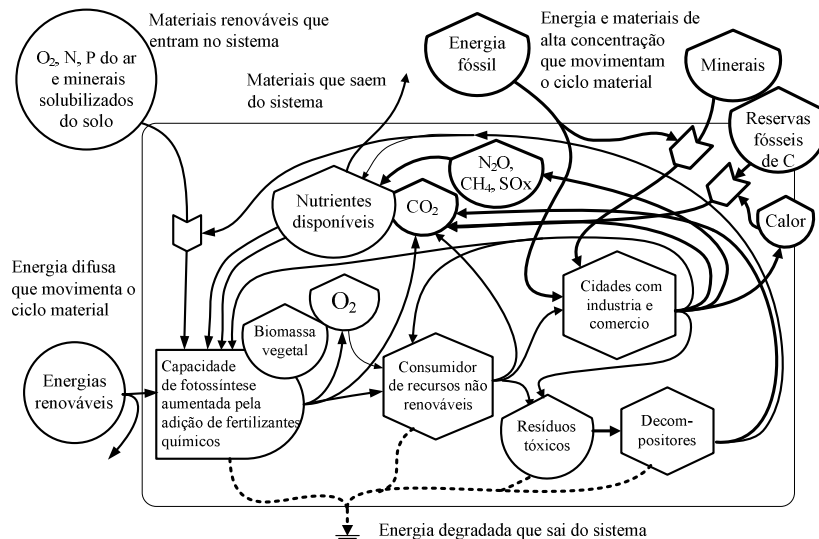 Materiais renováveis que
entram no sistema
O₂, N, P do ar
e minerais
solubilizados
do solo
Materiais que saem
do sistema
Energia
fóssil
Energia e materiais de
alta concentração
que movimentam
o ciclo material
Minerais
Reservas
fósseis
de C
N₂O,
CH₄, SOx
Nutrientes
disponíveis
CO₂
Calor
Energia difusa
que movimenta o
ciclo material
Cidades com
industria e
comercio
O₂
Biomassa
vegetal
Energias
renováveis
Capacidade
de fotossíntese
aumentada pela
adição de fertilizantes
químicos
Consumidor
de recursos não
renováveis
Resíduos
tóxicos
Decom-
positores
Energia degradada que sai do sistema